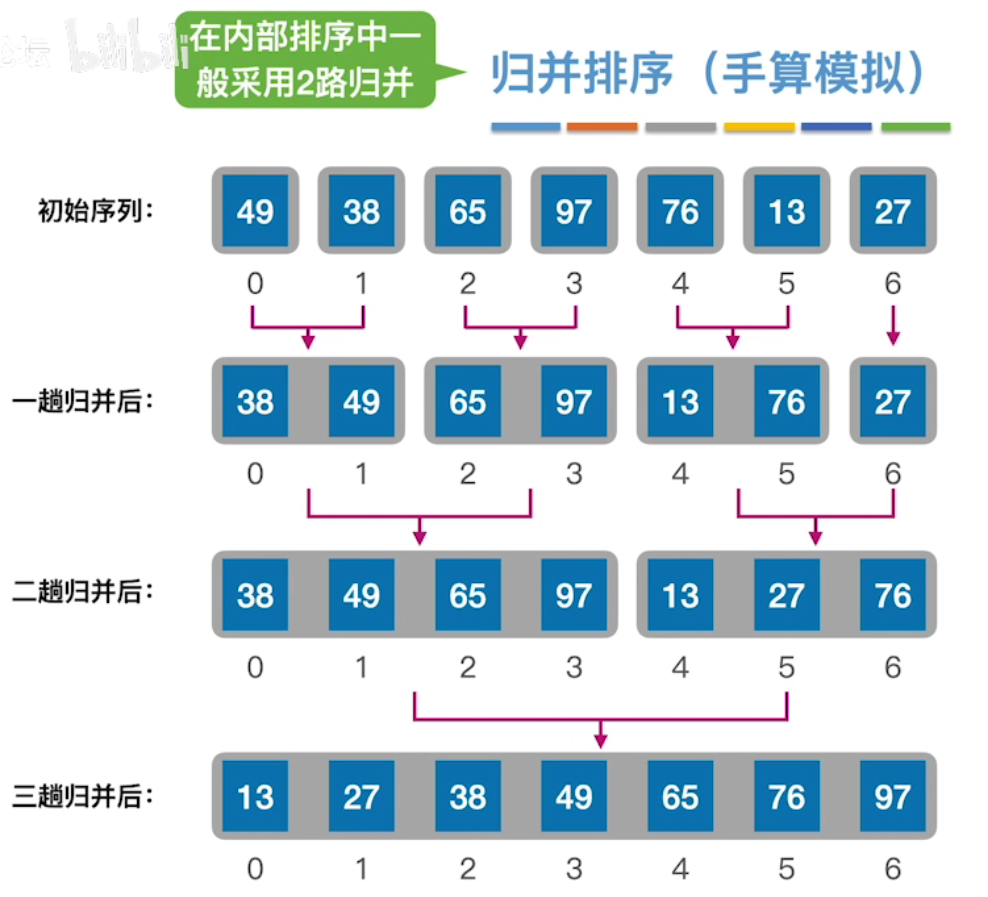 坛 bilibili
在内部排序中一
般采用2路归并
归并排序（手算模拟）
初始序列： 49 38 65 97 76 13 27
0 1 2 3 4 5 6
一趟归并后： 38 49 65 97 13 76 27
0 1 2 3 4 5 6
二趟归并后： 38 49 65 97 13 27 76
0 1 2 3 4 5 6
三趟归并后： 13 27 38 49 65 76 97
0 1 2 3 4 5 6